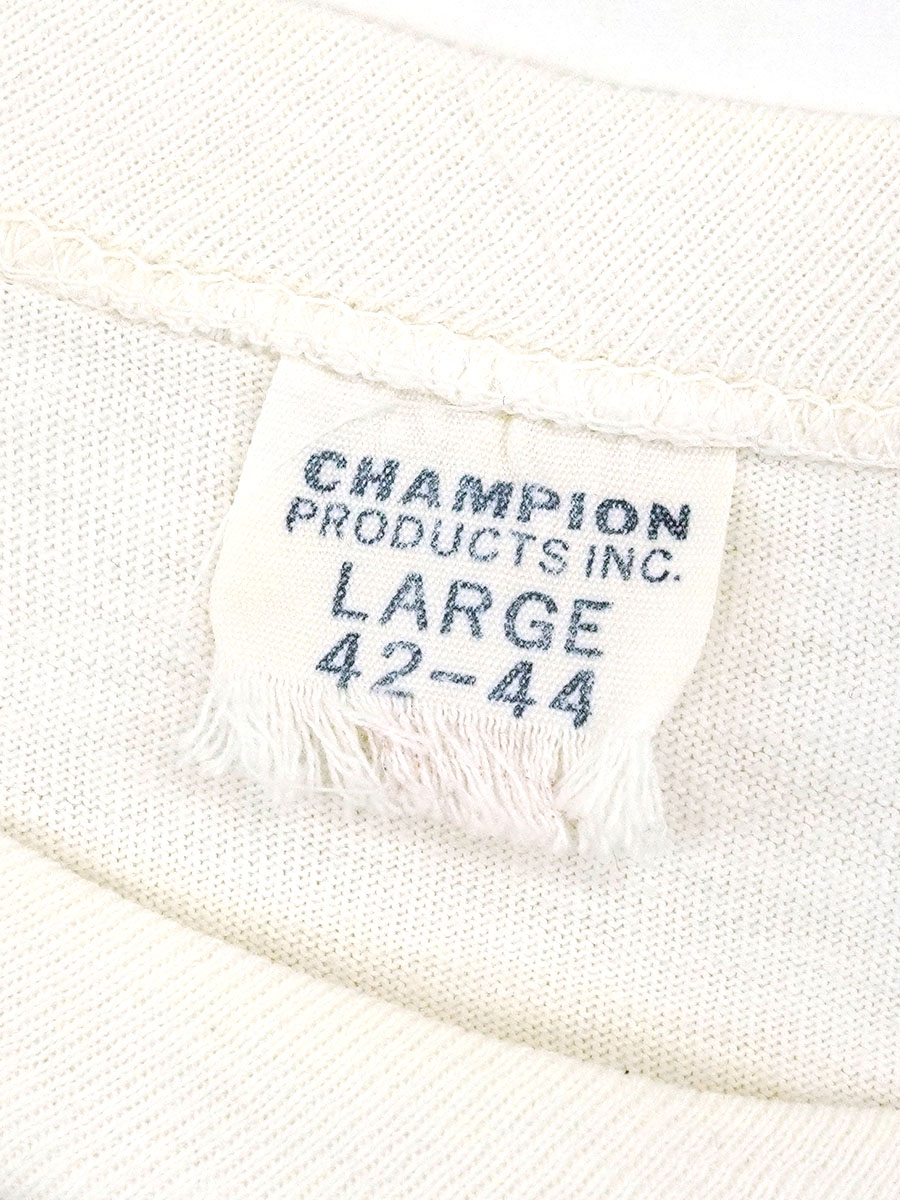 CHAMPION
PRODUCTS INC.
LARGE
42-44